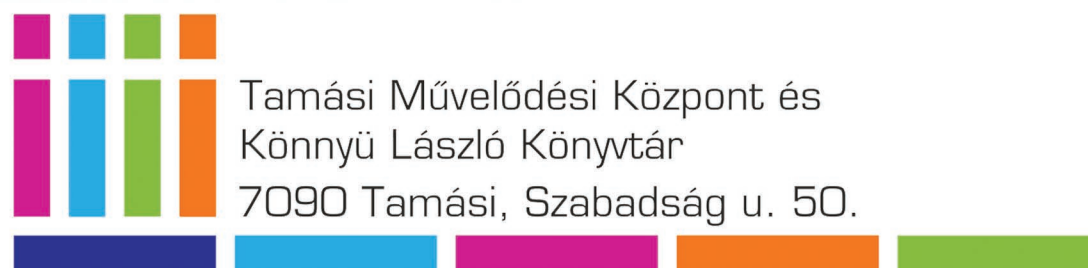 Tamási Művelődési Központ és
Könnyü László Könyvtár
7090 Tamási, Szabadság u. 50.